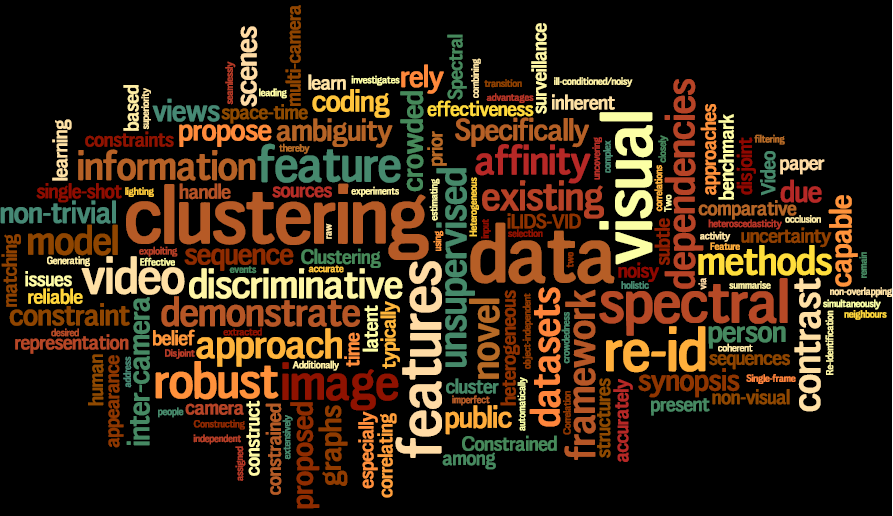 multi-camera
scenes
seamlessly
leading
learn
investigates
rely
Spectral
combining
transition
ill-conditioned/noisy
surveillance
based
superiority
views
space-time
coding
crowded
effectiveness
advantages
inherent
learning
constraints
propose
ambiguity
thereby
prior
Specifically
uncovering
complex
visual
closely
dependencies
approaches
benchmark
disjoint
Video
filtering
paper
information
feature
affinity
correlations
Two
single-shot
lighting
handle
sources
experiments
estimating
unsupervised
Heterogeneous
existing
subtle
comparative
due
non-trivial
clustering
raw
using
input
iLIDS-VID
selection
heteroscedasticity
occlusion
capable
matching
model
exploiting
sequence
Clustering
data
two
activity
Feature
uncertainty
Generating
Effective
events
accurate
noisy
via
methods
remain
issues
video
discriminative
features
holistic
summarise
non-overlapping
reliable
inter-camera
latent
typically
novel
heterogeneous
object-independent
datasets
spectral
contrast
simultaneously
constraint
demonstrate
framework
person
neighbours
desired
representation
belief
extracted
time
crowdedness
re-id
coherent
Re-identification
Disjoint
approach
sequences
human
appearance
address
robust
image
Additionally
cluster
imperfect
automatically
structures
synopsis
Single-frame
non-visual
people
camera
public
Correlation
accurately
present
Constructing
construct
constrained
proposed
graphs
especially
correlating
independent
assigned
extensively
Constrained
among